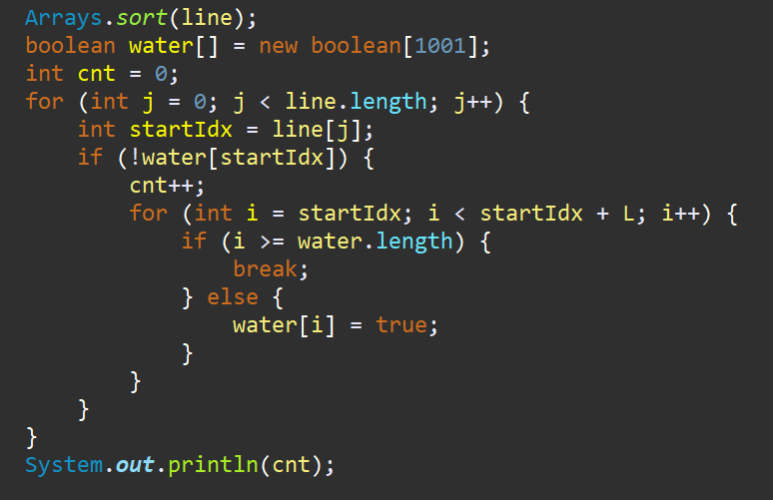 Arrays.sort(line);
boolean water[] = new boolean[1001];
int cnt = 0;
for (int j = 0; j < line.length; j++) {
    int startIdx = line[j];
    if (!water[startIdx]) {
        cnt++;
        for (int i = startIdx; i < startIdx + L; i++) {
            if (i >= water.length) {
                break;
            } else {
                water[i] = true;
            }
        }
    }
}
System.out.println(cnt);